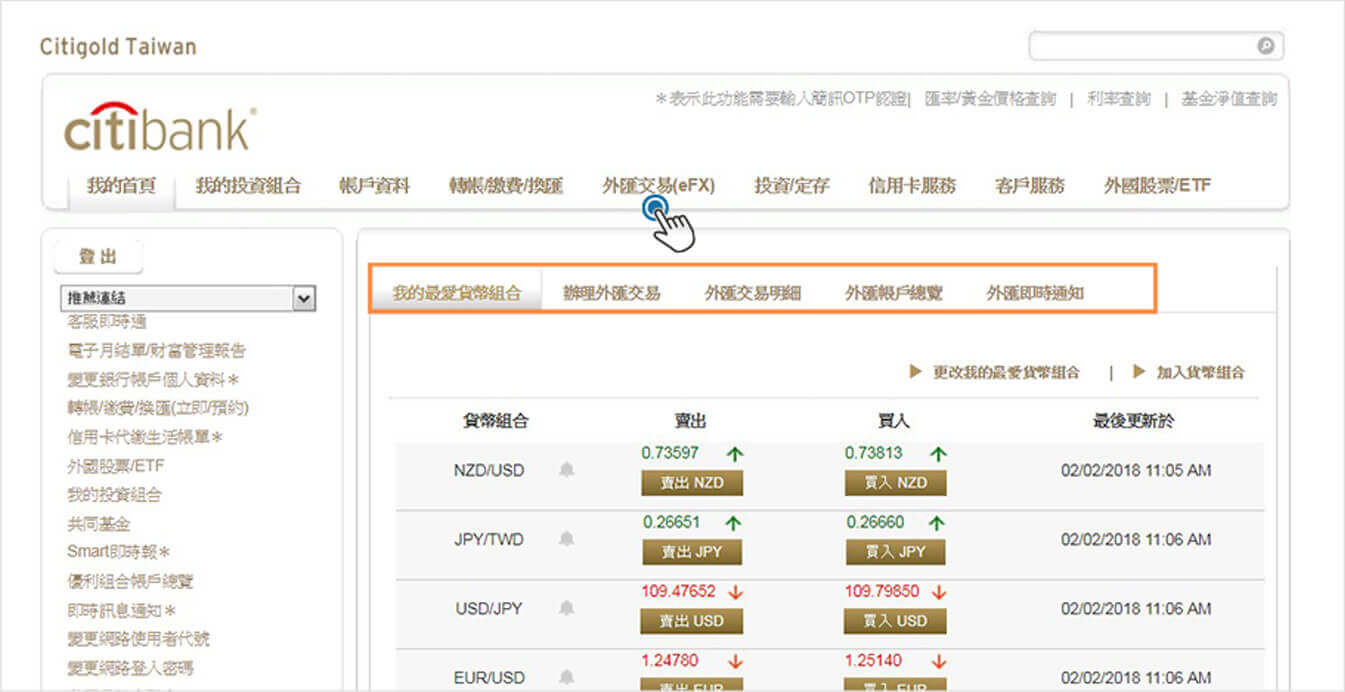 Citigold Taiwan
citibank®
＊表示此功能需要輸入簡訊OTP認證| 匯率/黃金價格查詢 | 利率查詢 | 基金淨值查詢
我的首頁 我的投資組合 帳戶資料 轉帳/繳費/換匯 外匯交易(eFX) 投資/定存 信用卡服務 客戶服務 外國股票/ETF
登出
推薦連結
客服即時通
電子月結單/財富管理報告
變更銀行帳戶個人資料＊
轉帳/繳費/換匯(立即/預約)
信用卡代繳生活帳單＊
外國股票/ETF
我的投資組合
共同基金
Smart即時報＊
優利組合帳戶總覽
即時訊息通知＊
變更網路使用者代號
變更網路登入密碼
我的最愛貨幣組合 辦理外匯交易 外匯交易明細 外匯帳戶總覽 外匯即時通知
更改我的最愛貨幣組合 | 加入貨幣組合
貨幣組合 賣出 買入 最後更新於
0.73597 0.73813
NZD/USD 賣出 NZD 買入 NZD 02/02/2018 11:05 AM
0.26651 0.26660
JPY/TWD 賣出 JPY 買入 JPY 02/02/2018 11:06 AM
109.47652 109.79850
USD/JPY 賣出 USD 買入 USD 02/02/2018 11:06 AM
1.24780 1.25140
EUR/USD 賣出 EUR 買入 EUR 02/02/2018 11:06 AM